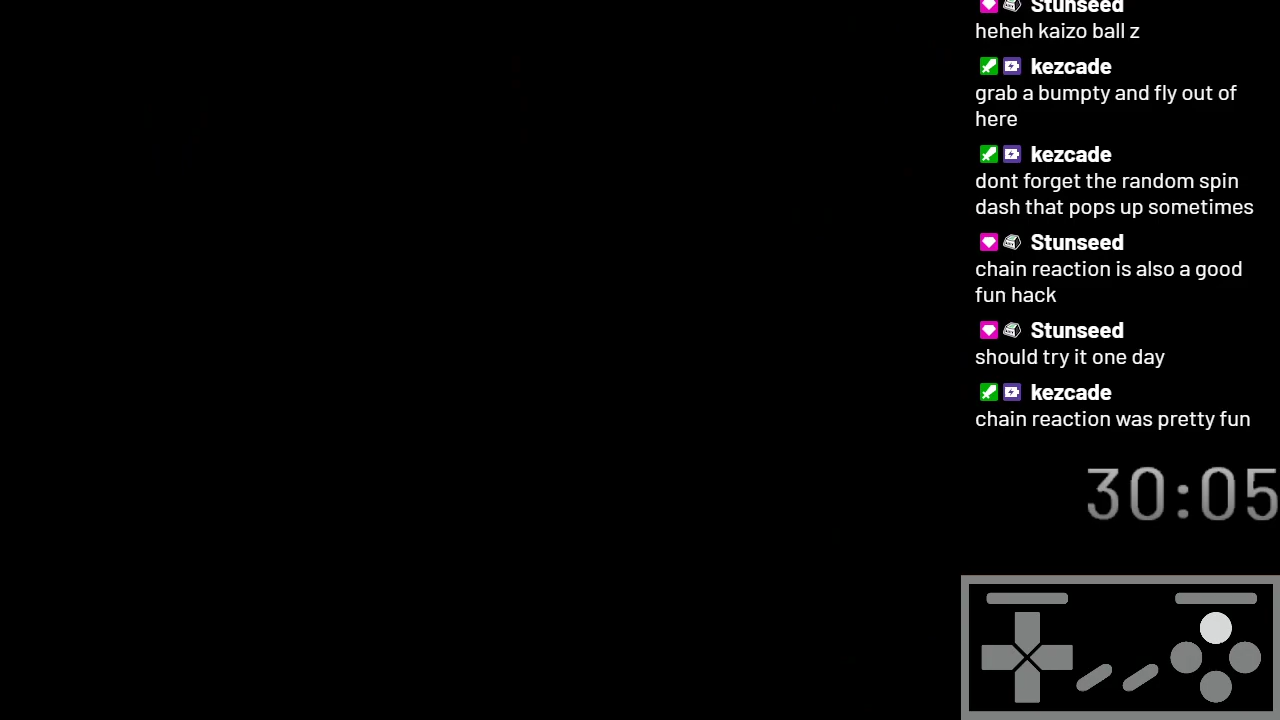 Stunseed
heheh kaizo ball z
kezcade
grab a bumpty and fly out of
here
kezcade
dont forget the random spin
dash that pops up sometimes
Stunseed
chain reaction is also a good
fun hack
Stunseed
should try it one day
kezcade
chain reaction was pretty fun
30:05